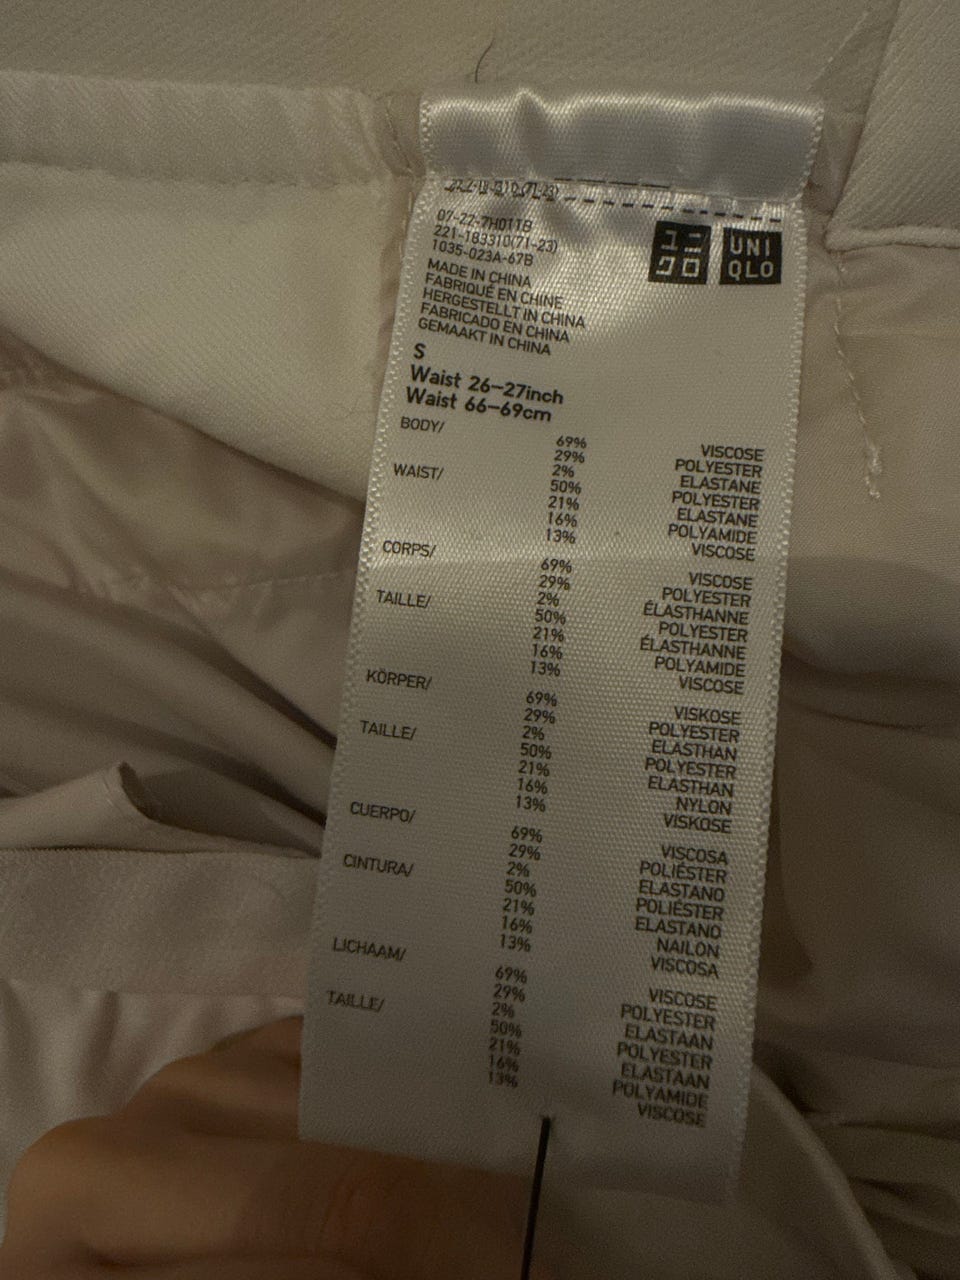 07-22-7H011B
221-183310(71-23)
1035-023A-67B
ユニ
クロ
UNI
QLO
MADE IN CHINA
FABRIQUÉ EN CHINE
HERGESTELLT IN CHINA
FABRICADO EN CHINA
GEMAAKT IN CHINA
S
Waist 26–27inch
Waist 66–69cm
BODY/
69% VISCOSE
29% POLYESTER
2% ELASTANE
WAIST/
50% POLYESTER
21% ELASTANE
16% POLYAMIDE
13% VISCOSE
CORPS/
69% VISCOSE
29% POLYESTER
2% ÉLASTHANNE
TAILLE/
50% POLYESTER
21% ÉLASTHANNE
16% POLYAMIDE
13% VISCOSE
KÖRPER/
69% VISKOSE
29% POLYESTER
2% ELASTHAN
TAILLE/
50% POLYESTER
21% ELASTHAN
16% NYLON
13% VISKOSE
CUERPO/
69% VISCOSA
29% POLIÉSTER
2% ELASTANO
CINTURA/
50% POLIÉSTER
21% ELASTANO
16% NAILON
13% VISCOSA
LICHAAM/
69% VISCOSE
29% POLYESTER
2% ELASTAAN
TAILLE/
50% POLYESTER
21% ELASTAAN
16% POLYAMIDE
13% VISCOSE